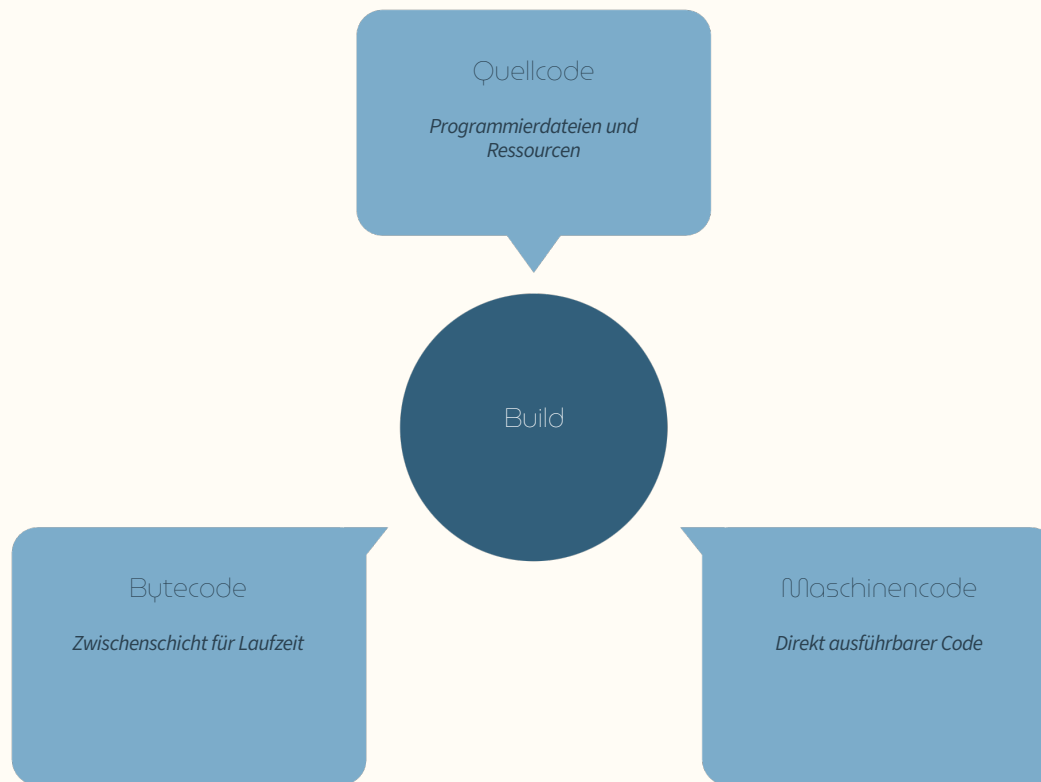 Quellcode
Programmierdateien und
Ressourcen
Build
Bytecode
Zwischenschicht für Laufzeit
Maschinencode
Direkt ausführbarer Code